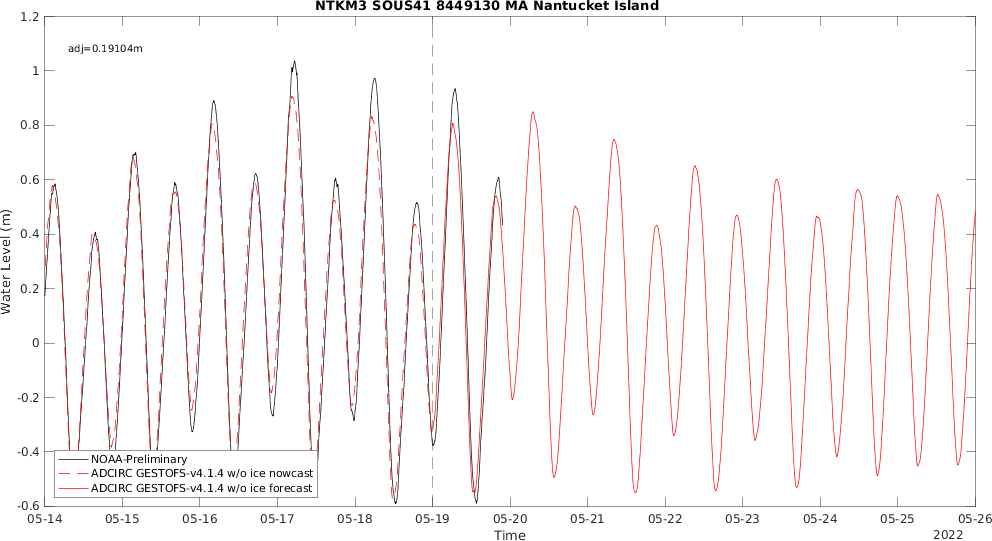 NTKM3 SOUS41 8449130 MA Nantucket Island
1.2
adj=0.19104m
1
0.8
0.6
0.4
0.2
0
-0.2
-0.4
-0.6
Water Level (m)
NOAA-Preliminary
ADCIRC GESTOFS-v4.1.4 w/o ice nowcast
ADCIRC GESTOFS-v4.1.4 w/o ice forecast
05-14 05-15 05-16 05-17 05-18 05-19 05-20 05-21 05-22 05-23 05-24 05-25 05-26
Time
2022